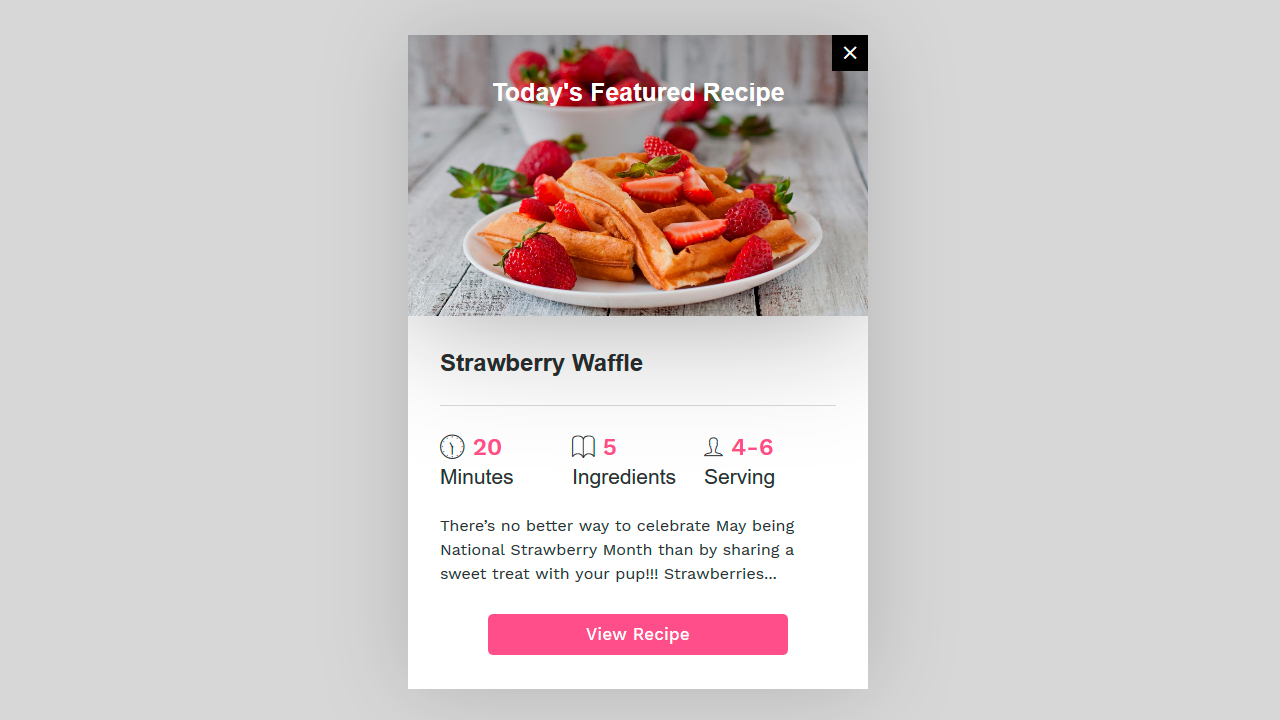 Today's Featured Recipe
Strawberry Waffle
20
Minutes
5
Ingredients
4-6
Serving
There’s no better way to celebrate May being
National Strawberry Month than by sharing a
sweet treat with your pup!!! Strawberries...
View Recipe